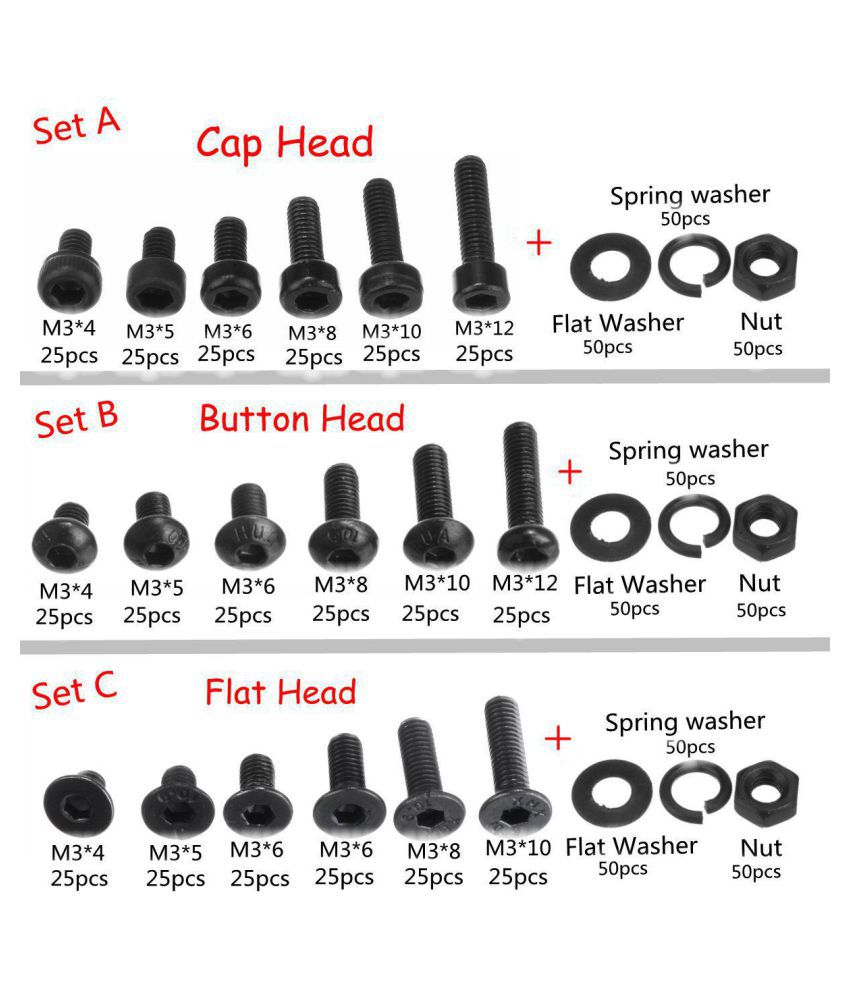 Set A
Cap Head
Spring washer
50pcs
+
M3*4 M3*5 M3*6 M3*8 M3*10 M3*12
25pcs 25pcs 25pcs 25pcs 25pcs 25pcs
Flat Washer Nut
50pcs 50pcs
Set B
Button Head
Spring washer
50pcs
+
M3*4 M3*5 M3*6 M3*8 M3*10 M3*12
25pcs 25pcs 25pcs 25pcs 25pcs 25pcs
Flat Washer Nut
50pcs 50pcs
Set C
Flat Head
Spring washer
50pcs
+
M3*4 M3*5 M3*6 M3*6 M3*8 M3*10
25pcs 25pcs 25pcs 25pcs 25pcs 25pcs
Flat Washer Nut
50pcs 50pcs